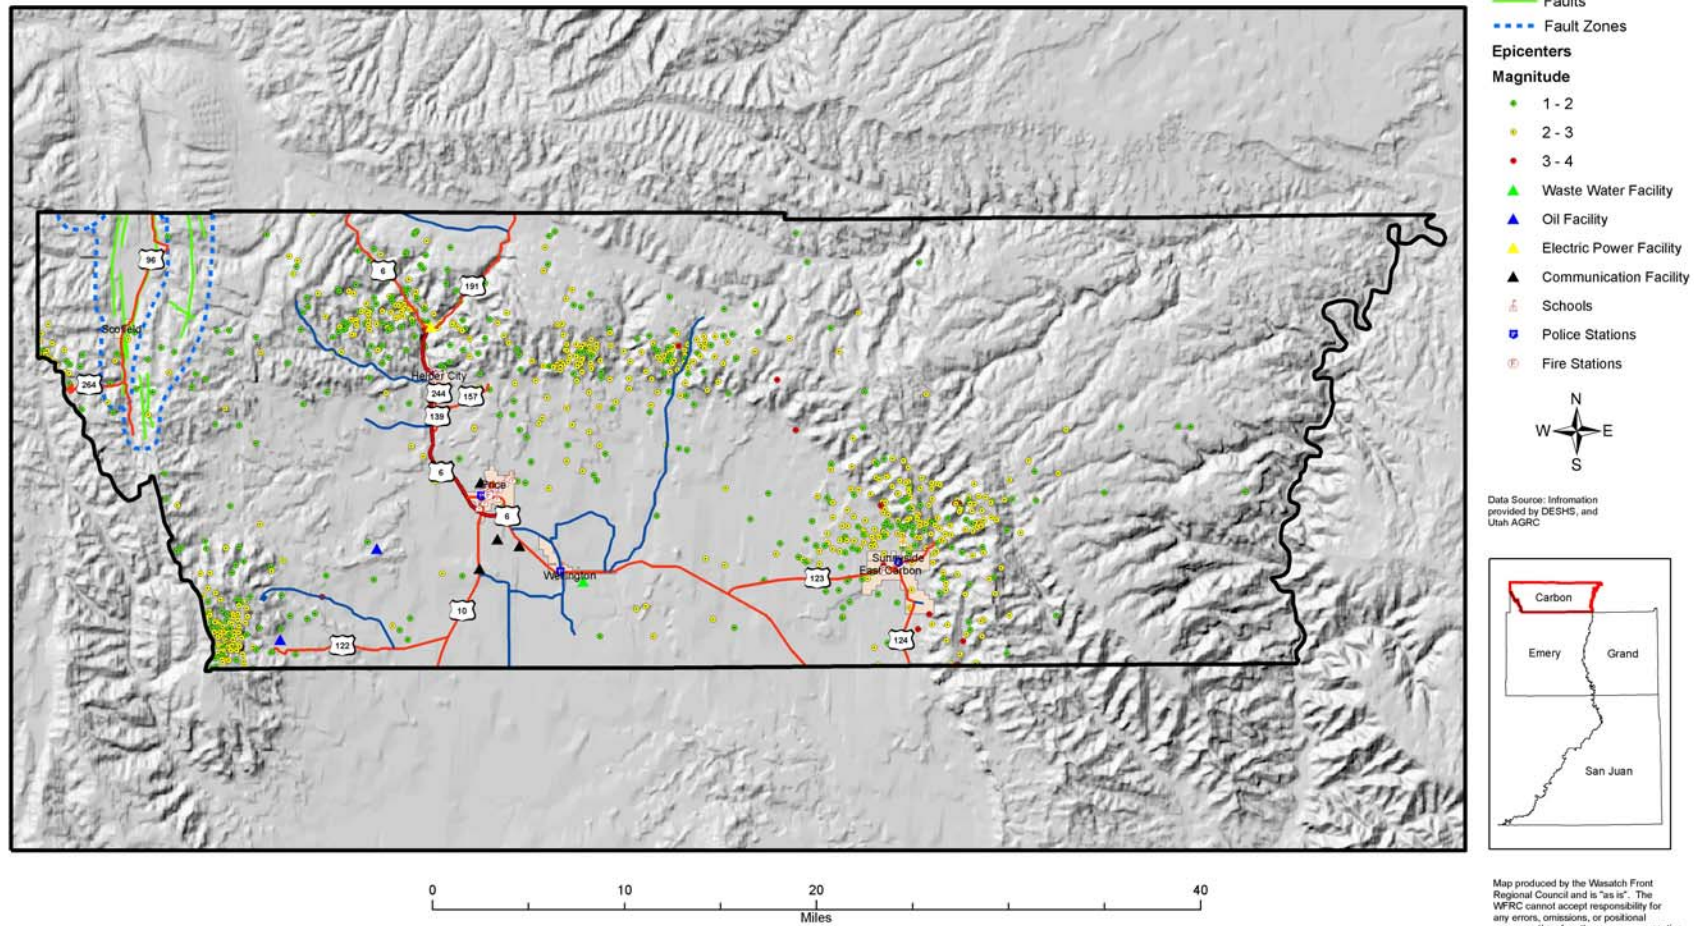 Faults
Fault Zones
Epicenters
Magnitude
1 - 2
2 - 3
3 - 4
Waste Water Facility
Oil Facility
Electric Power Facility
Communication Facility
Schools
Police Stations
Fire Stations
N
W E
S
Data Source: Infromation
provided by DESHS, and
Utah AGRC
Carbon
Emery
Grand
San Juan
Map produced by the Wasatch Front
Regional Council and is "as is". The
WFRC cannot accept responsibility for
any errors, omissions, or positional
96
6
191
Scofield
264
Helper City
244
157
139
6
Price
6
Wellington
Sunnyside
East Carbon
123
10
122
124
0 10 20 40
Miles